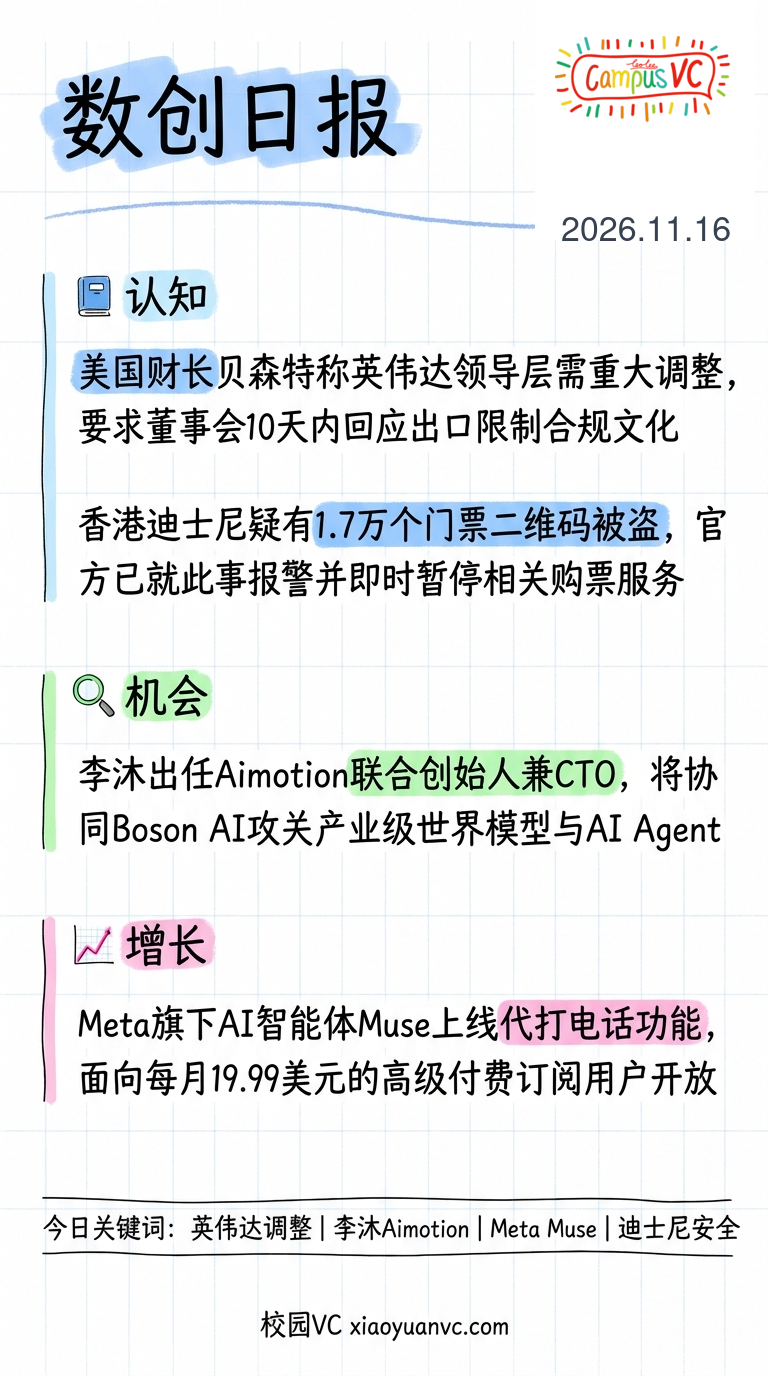 数创日报
leolee
Campus VC
2026.11.16
认知
美国财长贝森特称英伟达领导层需重大调整，
要求董事会10天内回应出口限制合规文化
香港迪士尼疑有1.7万个门票二维码被盗，官
方已就此事报警并即时暂停相关购票服务
机会
李沐出任Aimotion联合创始人兼CTO，将协
同Boson AI攻关产业级世界模型与AI Agent
增长
Meta旗下AI智能体Muse上线代打电话功能，
面向每月19.99美元的高级付费订阅用户开放
今日关键词：英伟达调整 | 李沐Aimotion | Meta Muse | 迪士尼安全
校园VC xiaoyuanvc.com